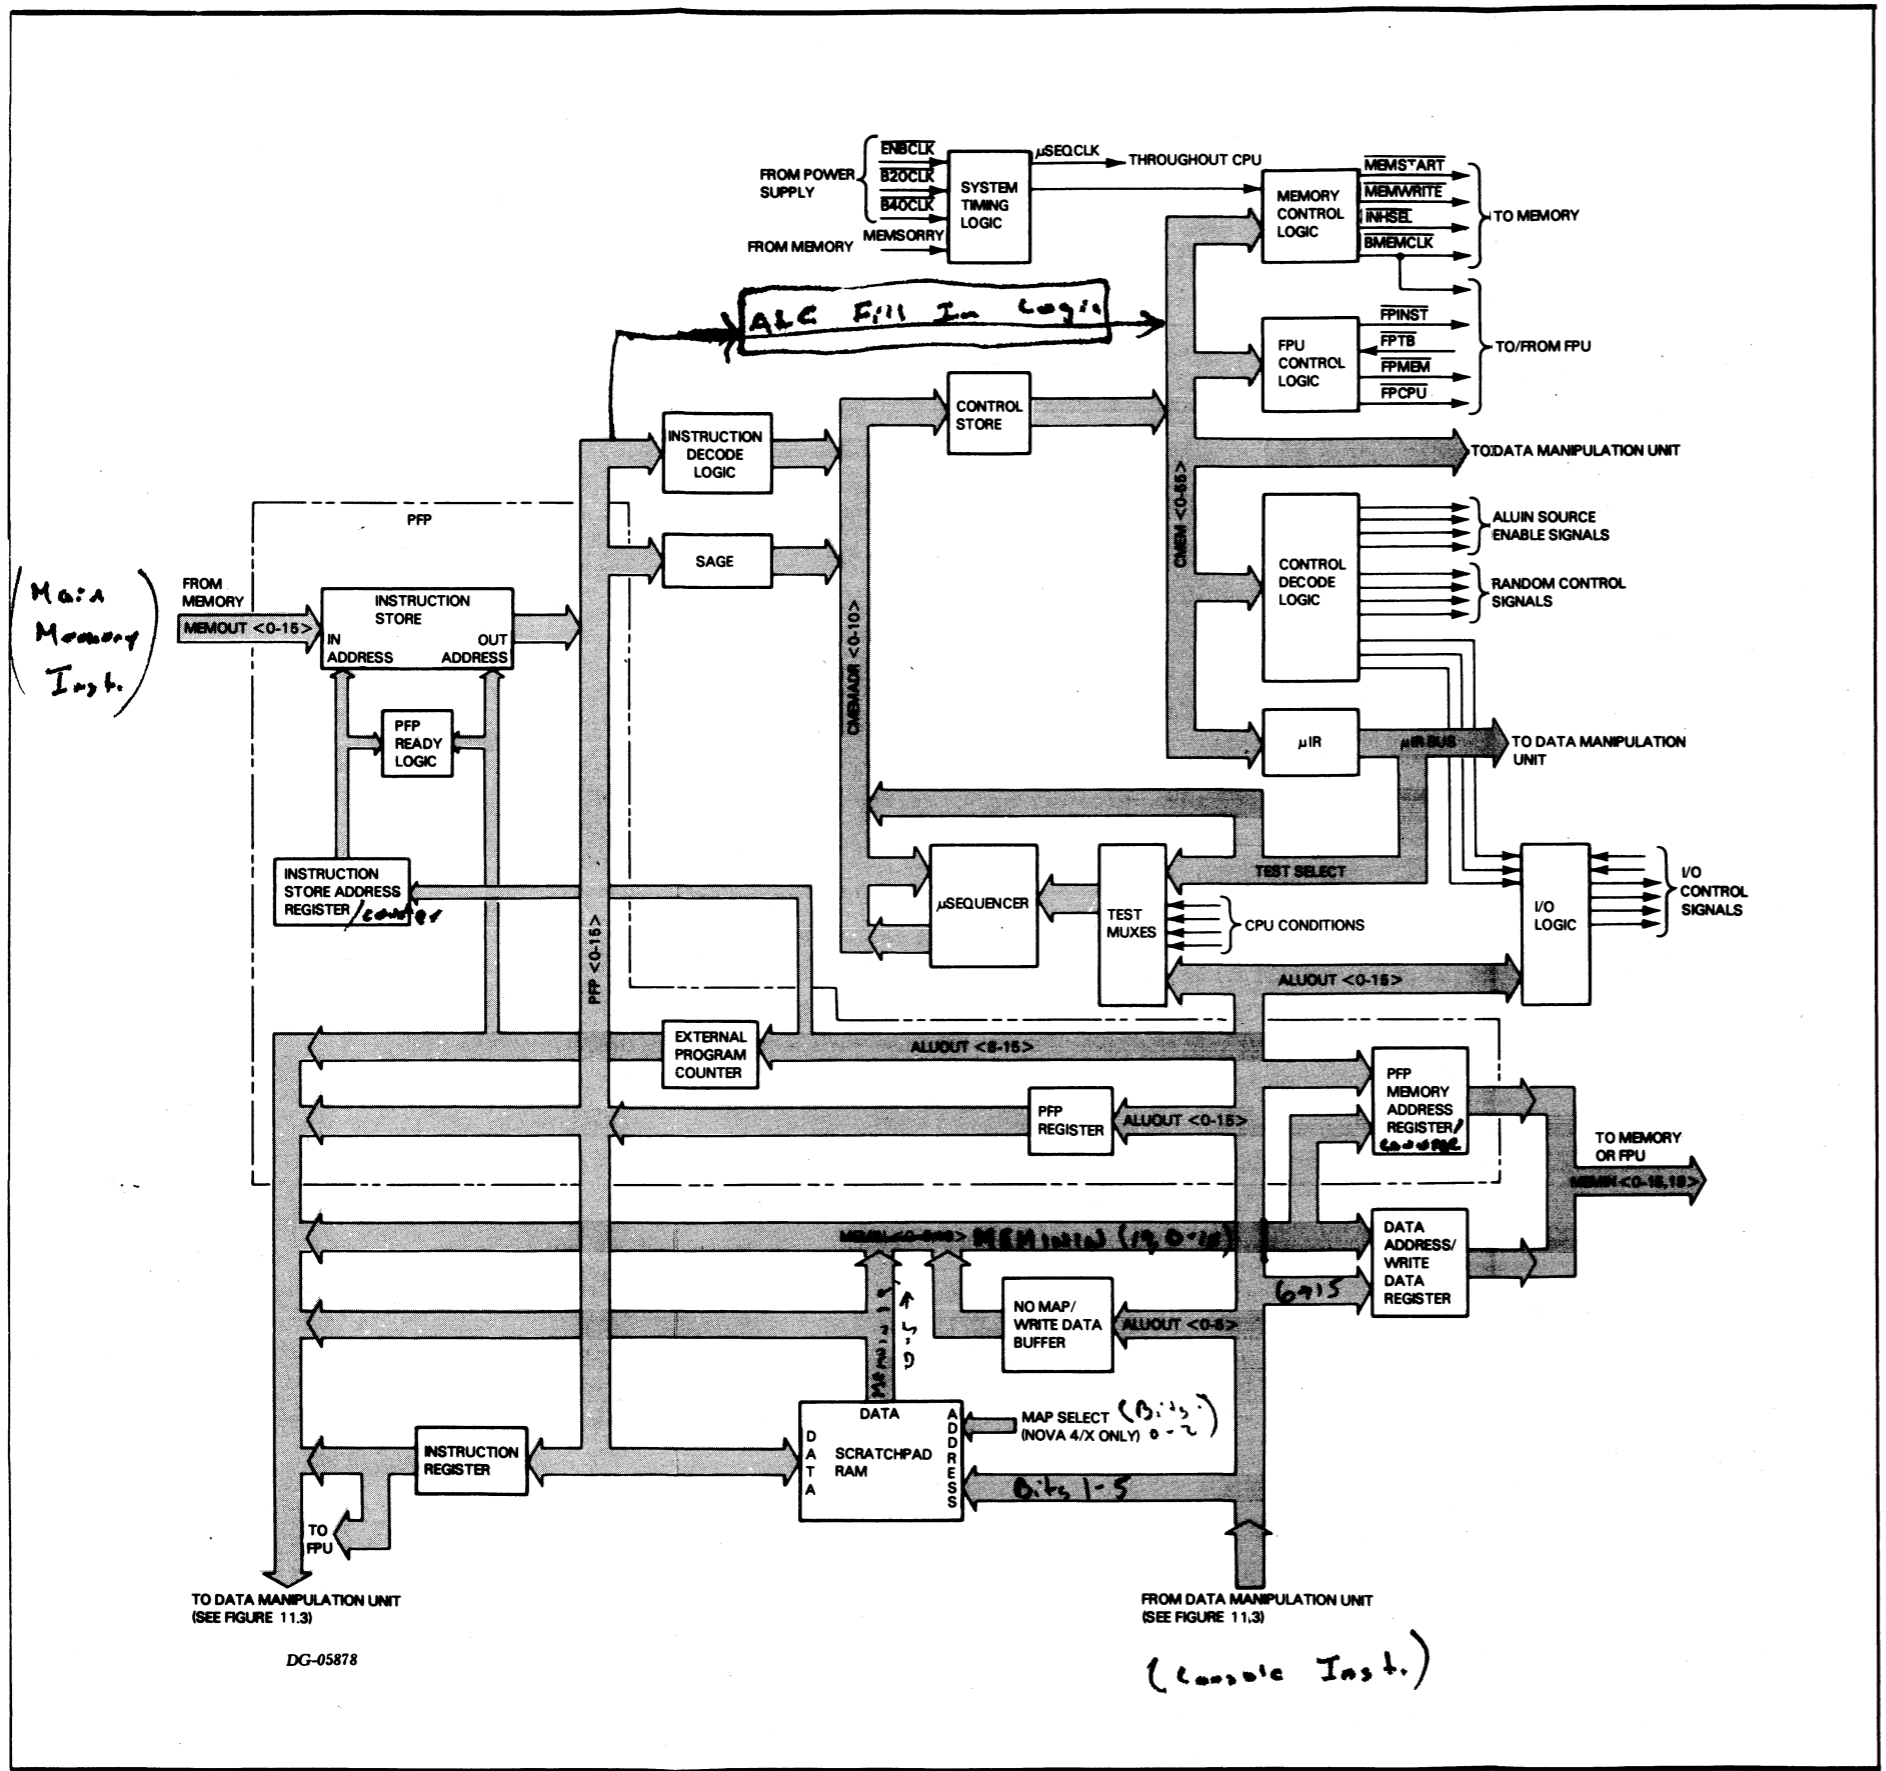 ENBCLK
µSEQCLK
THROUGHOUT CPU
MEMSTART
FROM POWER
SUPPLY
B20CLK
SYSTEM
TIMING
LOGIC
MEMORY
CONTROL
LOGIC
MEMWRITE
B40CLK
INHSEL
TO MEMORY
MEMSORRY
FROM MEMORY
BMEMCLK
ALC Fill In Logic
FPINST
FPU
CONTROL
LOGIC
FPTB
TO/FROM FPU
FPMEM
FPCPU
CONTROL
STORE
INSTRUCTION
DECODE
LOGIC
TO DATA MANIPULATION UNIT
CMEM <0-55>
PFP
ALUIN SOURCE
ENABLE SIGNALS
SAGE
CONTROL
DECODE
LOGIC
RANDOM CONTROL
SIGNALS
(Main
Memory
Inst.)
FROM
MEMORY
MEMOUT <0-15>
INSTRUCTION
STORE
IN
ADDRESS
OUT
ADDRESS
CMEMADR <0-10>
PFP
READY
LOGIC
µIR
µIR BUS
TO DATA MANIPULATION
UNIT
INSTRUCTION
STORE ADDRESS
REGISTER /counter
PFP <0-15>
µSEQUENCER
TEST
MUXES
TEST SELECT
CPU CONDITIONS
I/O
LOGIC
I/O
CONTROL
SIGNALS
ALUOUT <0-15>
EXTERNAL
PROGRAM
COUNTER
ALUOUT <8-15>
PFP
MEMORY
ADDRESS
REGISTER/
counter
PFP
REGISTER
ALUOUT <0-15>
TO MEMORY
OR FPU
MEMIN <0-15,19>
MEMININ
DATA
ADDRESS/
WRITE
DATA
REGISTER
6-15
NO MAP/
WRITE DATA
BUFFER
ALUOUT <0-5>
DATA
DATA
SCRATCHPAD
RAM
ADDRESS
MAP SELECT (Bits
(NOVA 4/X ONLY) 0-2)
Bits 1-5
INSTRUCTION
REGISTER
TO
FPU
TO DATA MANIPULATION UNIT
(SEE FIGURE 11.3)
FROM DATA MANIPULATION UNIT
(SEE FIGURE 11.3)
DG-05878
(Console Inst.)